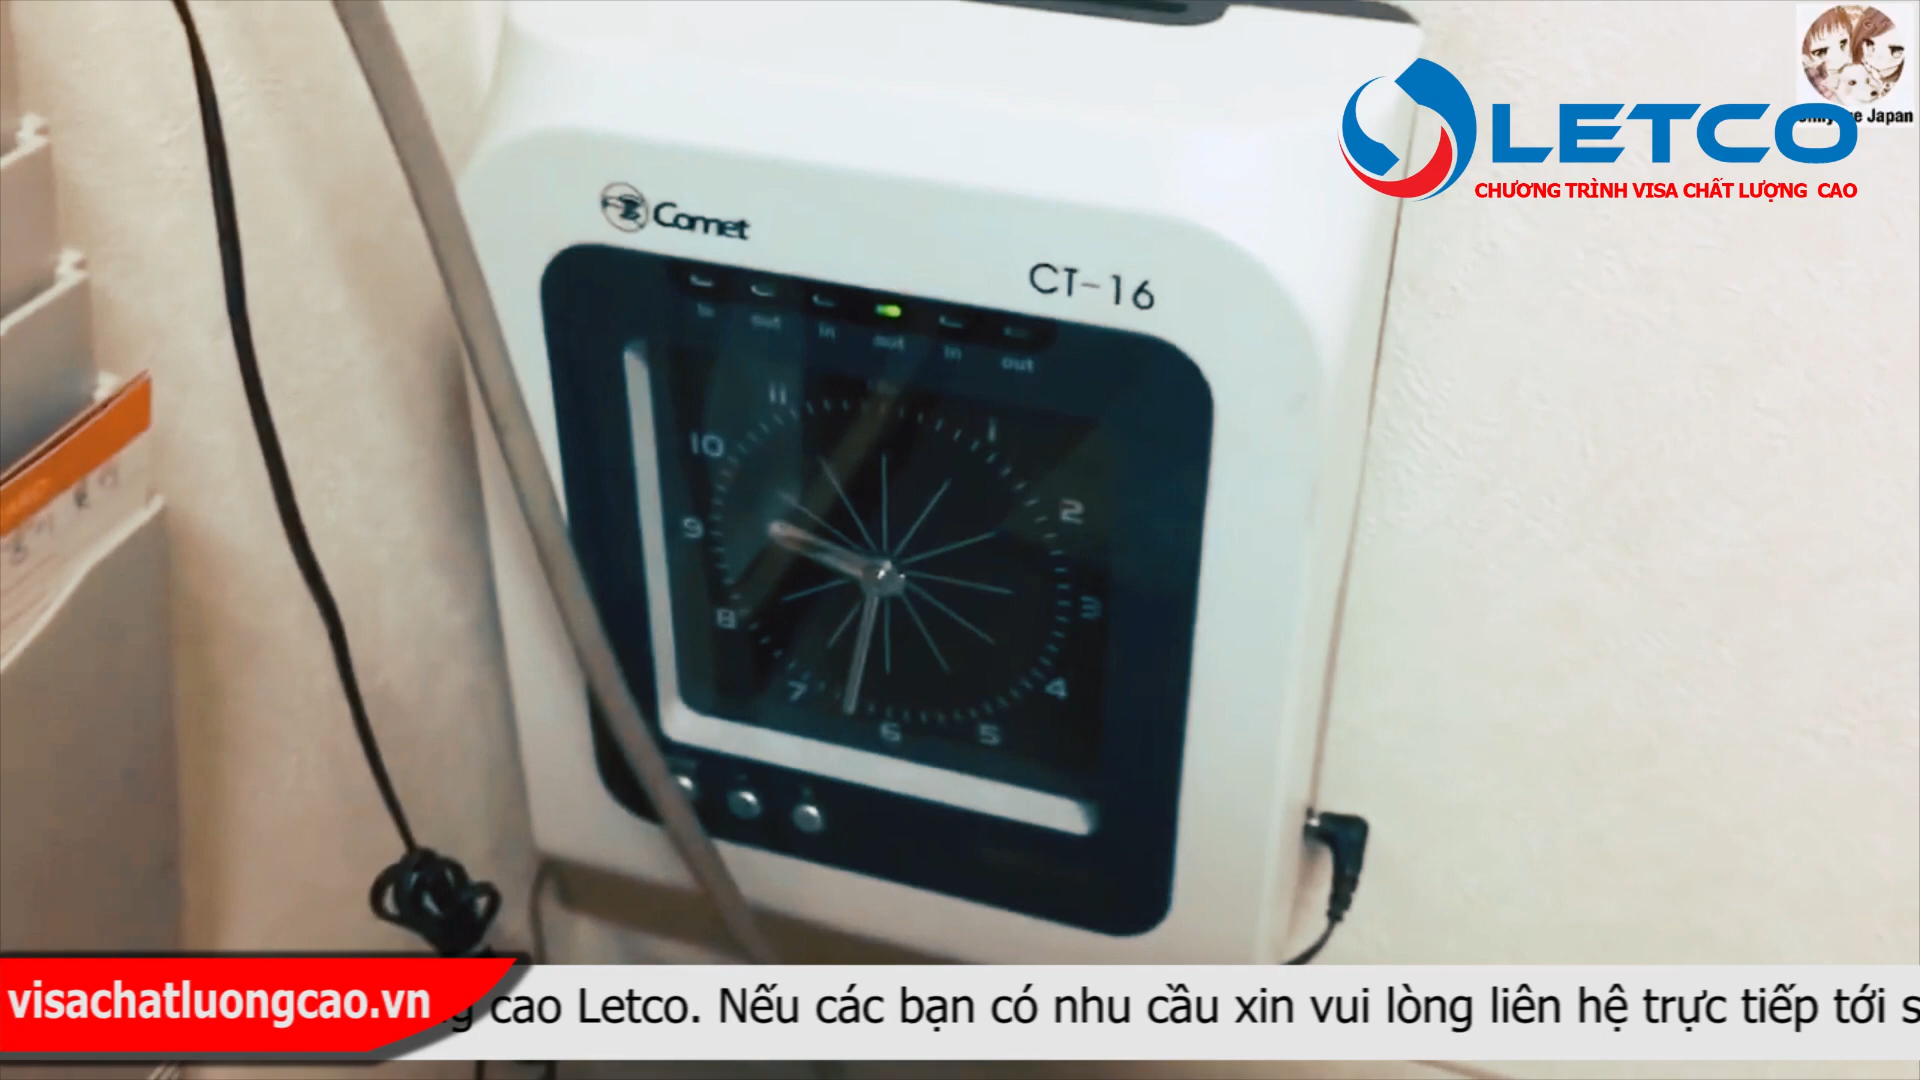 Japan
LETCO
CHƯƠNG TRÌNH VISA CHẤT LƯỢNG CAO
Comet
CT-16
in out in out in out
11
1
10
2
9
3
8
4
7
5
6
visachatluongcao.vn
cao Letco. Nếu các bạn có nhu cầu xin vui lòng liên hệ trực tiếp tới